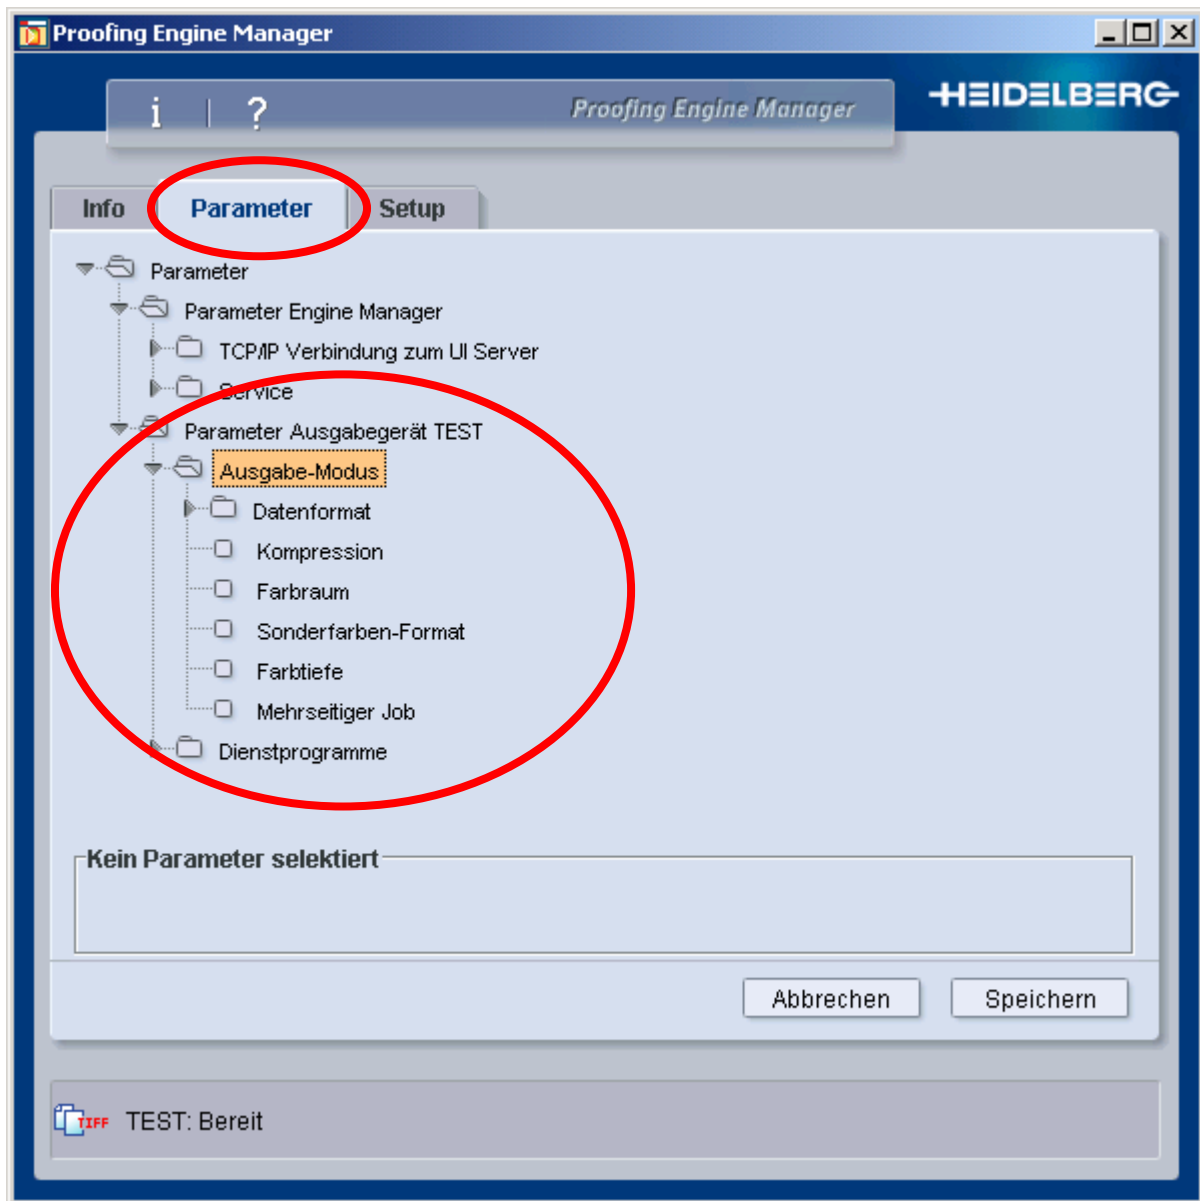 Proofing Engine Manager
HEIDELBERG
i | ?
Proofing Engine Manager
Info Parameter Setup
Parameter
Parameter Engine Manager
TCP/IP Verbindung zum UI Server
Service
Parameter Ausgabegerät TEST
Ausgabe-Modus
Datenformat
Kompression
Farbraum
Sonderfarben-Format
Farbtiefe
Mehrseitiger Job
Dienstprogramme
Kein Parameter selektiert
Abbrechen Speichern
TIFF TEST: Bereit